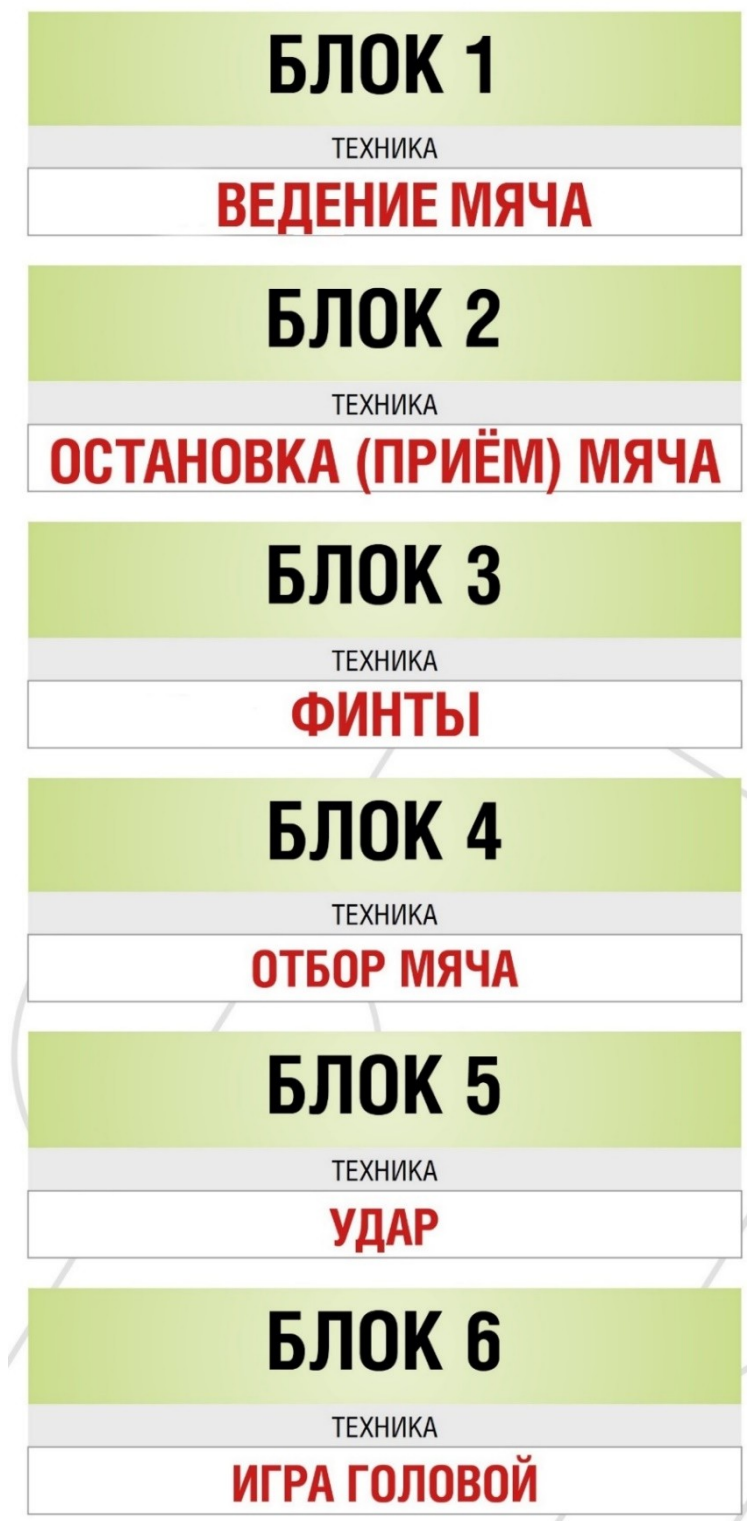 БЛОК 1
ТЕХНИКА
ВЕДЕНИЕ МЯЧА
БЛОК 2
ТЕХНИКА
ОСТАНОВКА (ПРИЁМ) МЯЧА
БЛОК 3
ТЕХНИКА
ФИНТЫ
БЛОК 4
ТЕХНИКА
ОТБОР МЯЧА
БЛОК 5
ТЕХНИКА
УДАР
БЛОК 6
ТЕХНИКА
ИГРА ГОЛОВОЙ